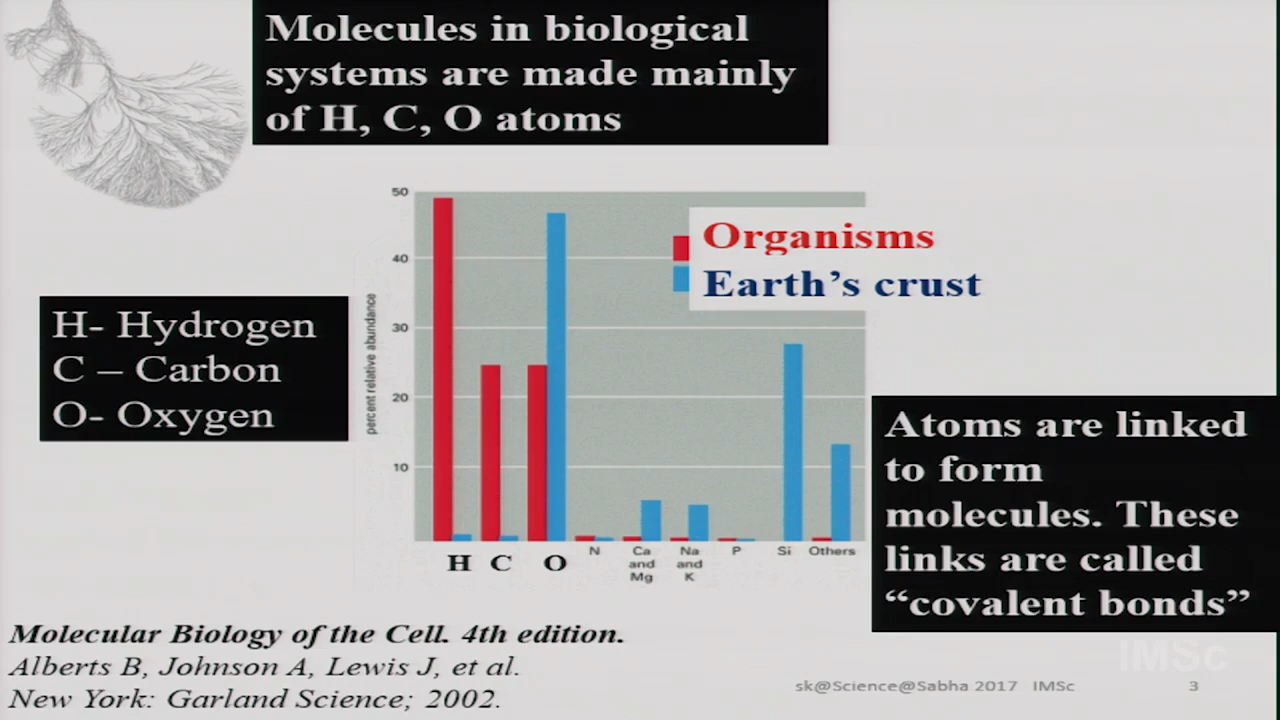 Molecules in biological
systems are made mainly
of H, C, O atoms
50
40
30
20
10
percent relative abundance
Organisms
Earth's crust
H- Hydrogen
C – Carbon
O- Oxygen
H C O N Ca and Mg Na and K P Si Others
Atoms are linked
to form
molecules. These
links are called
“covalent bonds”
Molecular Biology of the Cell. 4th edition.
Alberts B, Johnson A, Lewis J, et al.
New York: Garland Science; 2002.
IMSc
sk@Science@Sabha 2017 IMSc 3